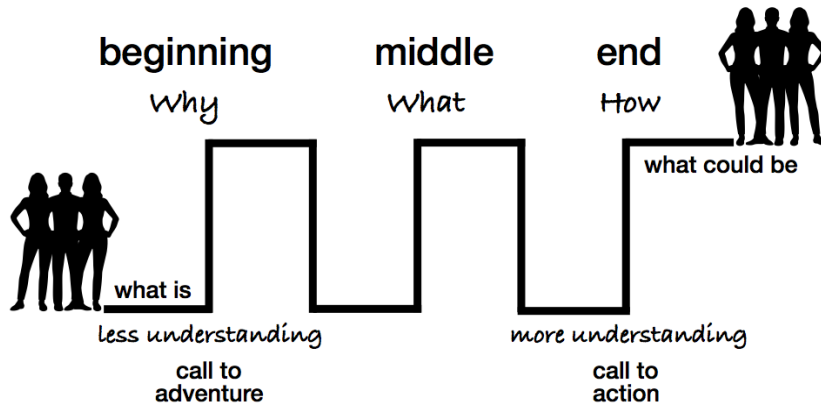 beginning middle end
Why What How
what could be
what is
less understanding more understanding
call to call to
adventure action